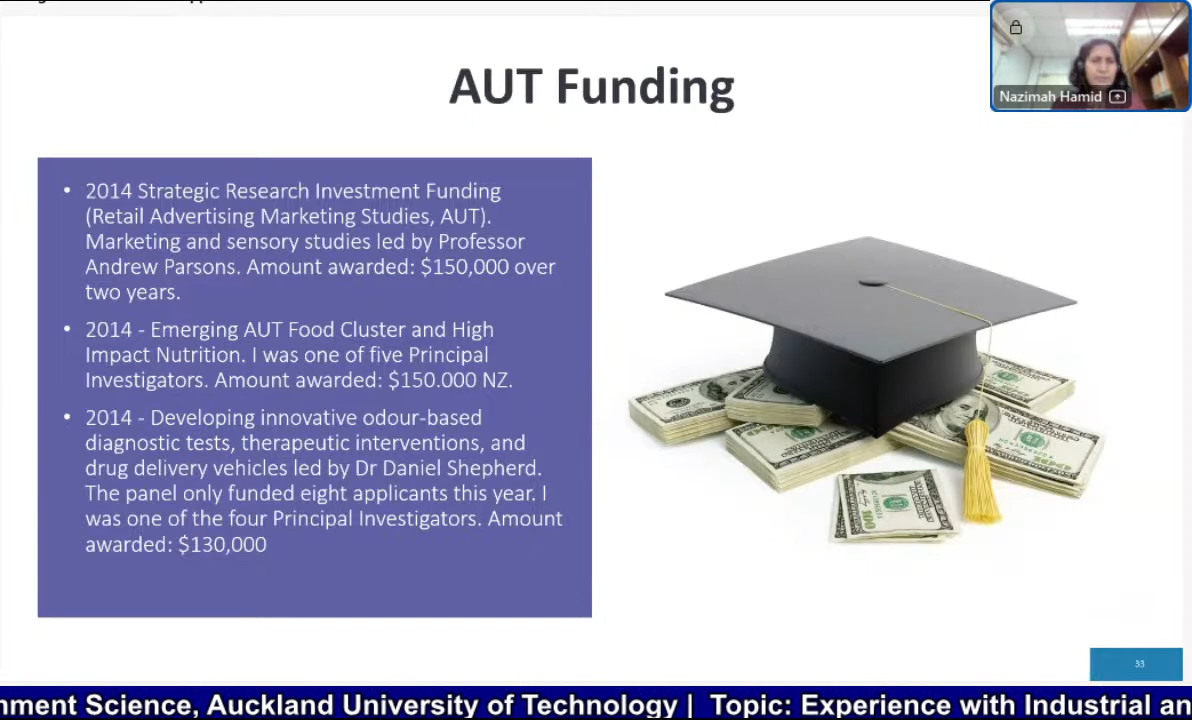 AUT Funding
Nazimah Hamid
• 2014 Strategic Research Investment Funding
(Retail Advertising Marketing Studies, AUT).
Marketing and sensory studies led by Professor
Andrew Parsons. Amount awarded: $150,000 over
two years.
• 2014 - Emerging AUT Food Cluster and High
Impact Nutrition. I was one of five Principal
Investigators. Amount awarded: $150.000 NZ.
• 2014 - Developing innovative odour-based
diagnostic tests, therapeutic interventions, and
drug delivery vehicles led by Dr Daniel Shepherd.
The panel only funded eight applicants this year. I
was one of the four Principal Investigators. Amount
awarded: $130,000
33
nment Science, Auckland University of Technology | Topic: Experience with Industrial an